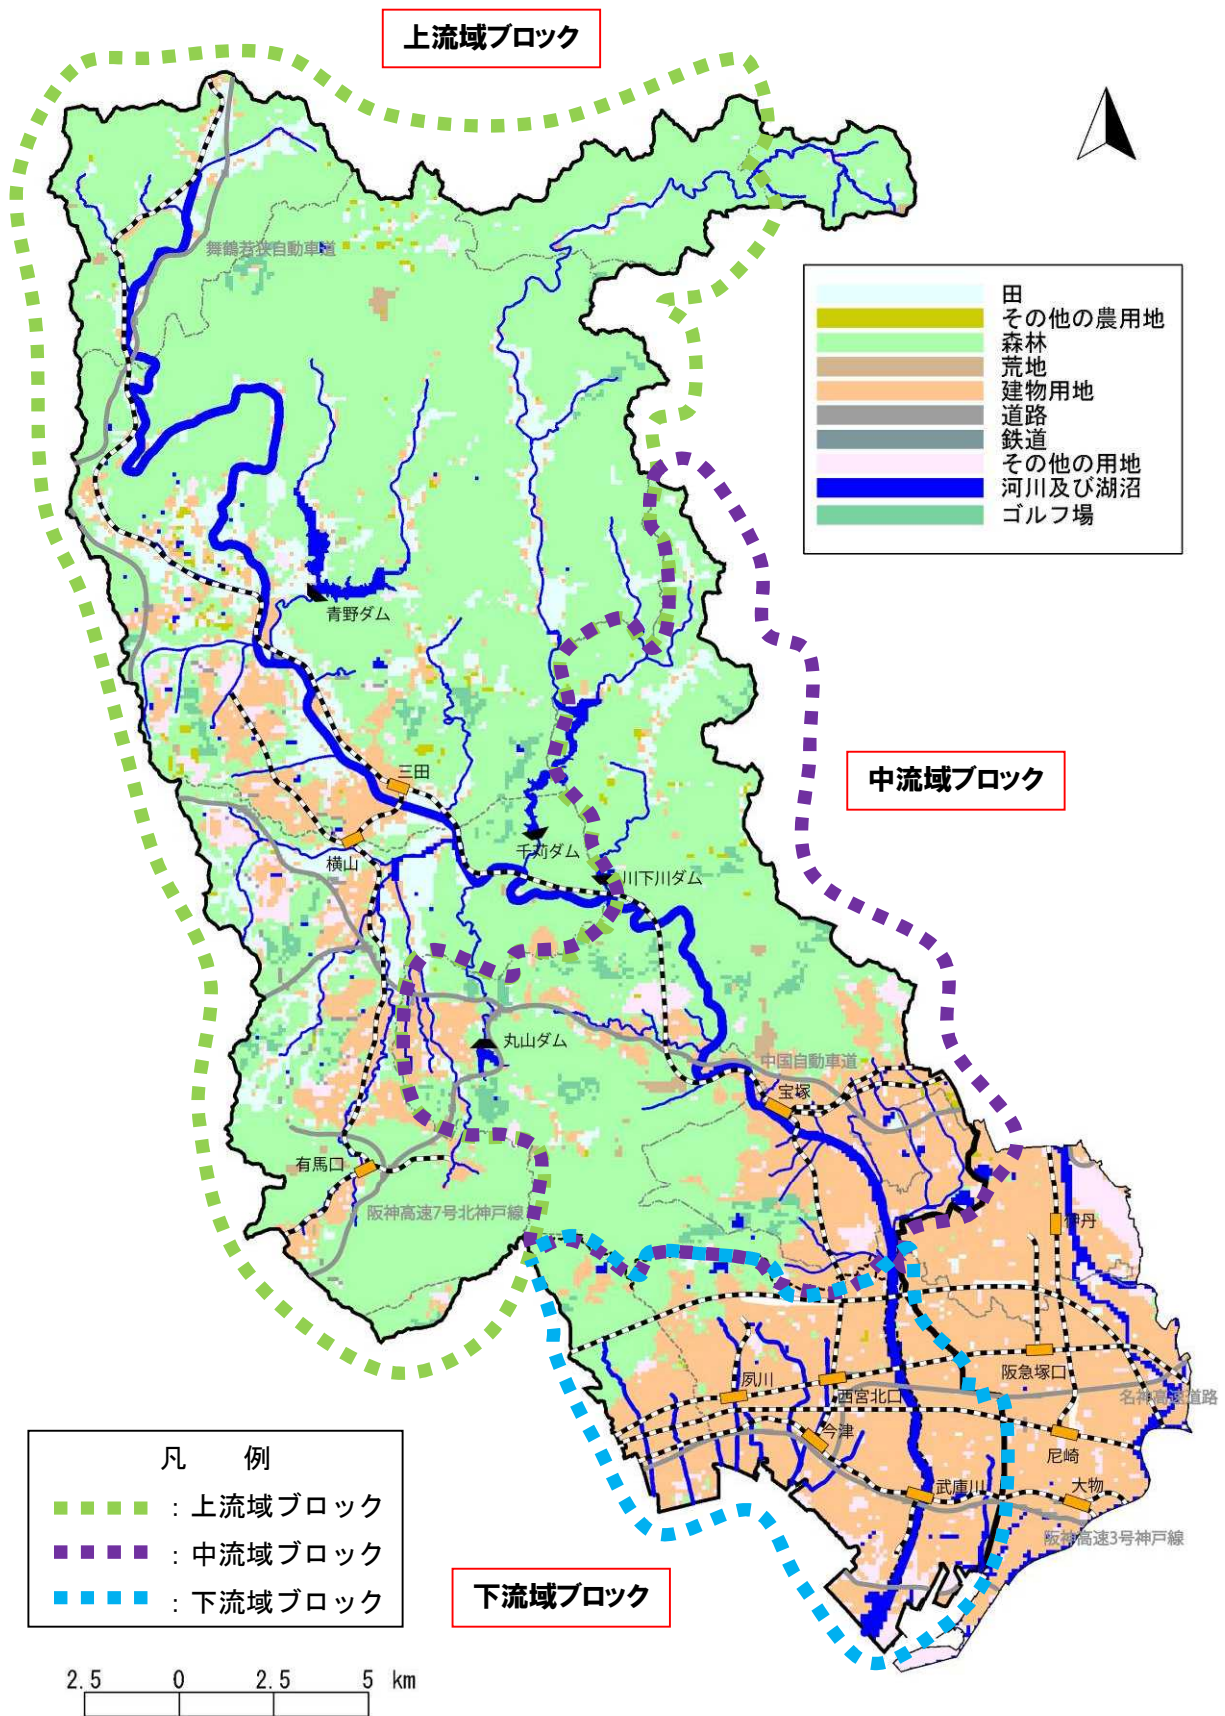 上流域ブロック
舞鶴若狭自動車道
田
その他の農用地
森林
荒地
建物用地
道路
鉄道
その他の用地
河川及び湖沼
ゴルフ場
青野ダム
三田
中流域ブロック
横山
千苅ダム
川下川ダム
丸山ダム
中国自動車道
宝塚
有馬口
阪神高速7号北神戸線
伊丹
夙川
西宮北口
阪急塚口
名神高速道路
今津
尼崎
武庫川
大物
阪神高速3号神戸線
凡 例
：上流域ブロック
：中流域ブロック
：下流域ブロック
下流域ブロック
2.5 0 2.5 5 km